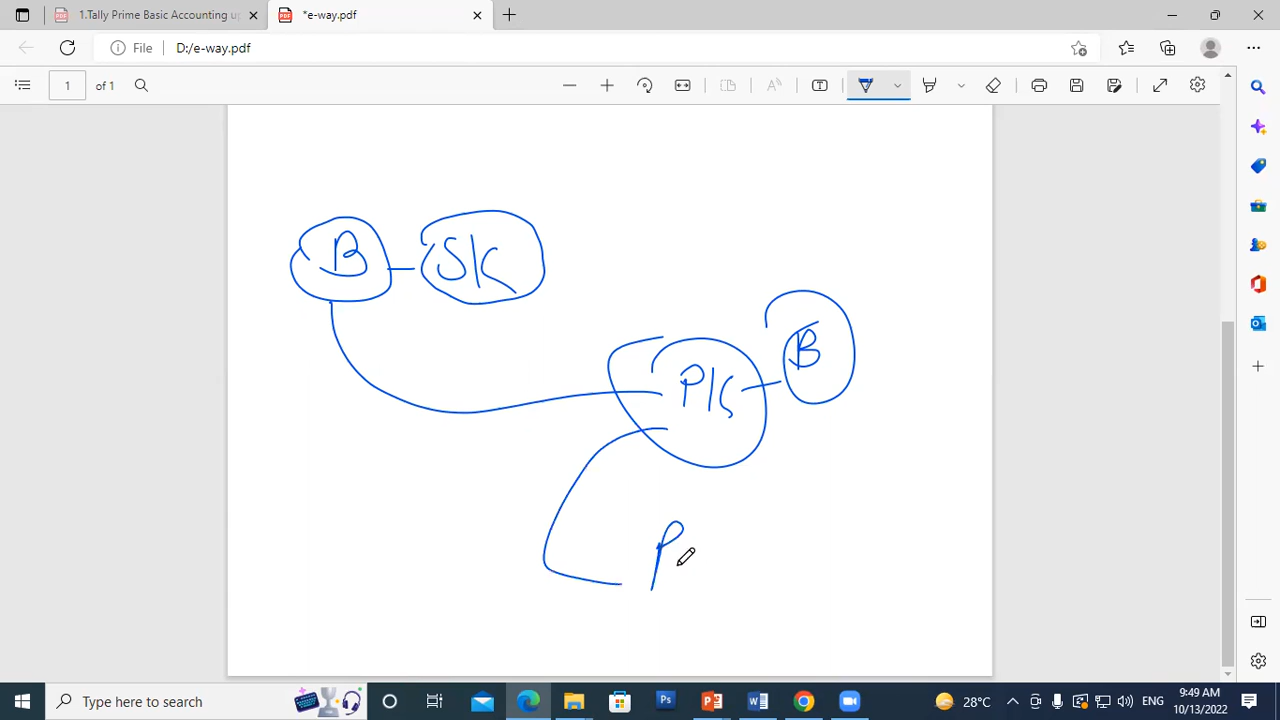 1.Tally Prime Basic Accounting up
*e-way.pdf
File
D:/e-way.pdf
1
of 1
B
S/C
B
P/C
P
Type here to search
28°C
ENG
9:49 AM
10/13/2022